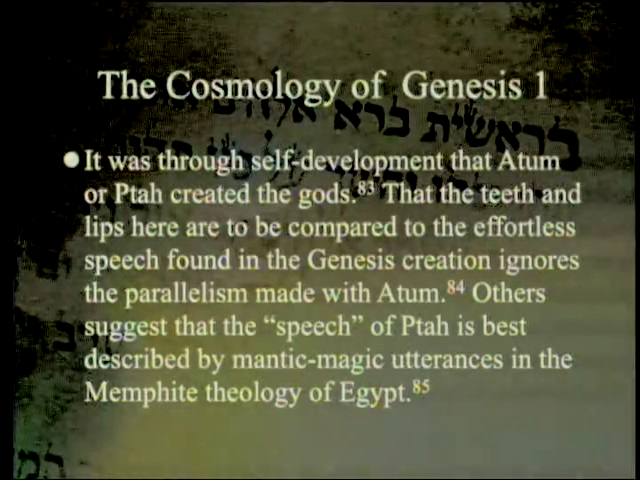 The Cosmology of Genesis 1
בראשית ברא אלהים
• It was through self-development that Atum
or Ptah created the gods.83 That the teeth and
lips here are to be compared to the effortless
speech found in the Genesis creation ignores
the parallelism made with Atum.84 Others
suggest that the “speech” of Ptah is best
described by mantic-magic utterances in the
Memphite theology of Egypt.85